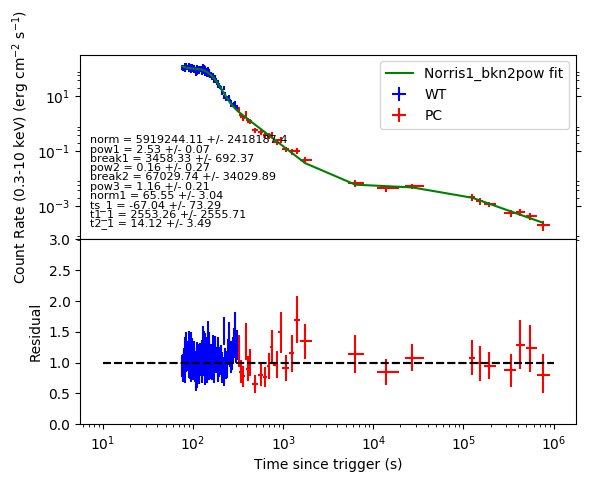 Count Rate (0.3-10 keV) (erg cm⁻² s⁻¹)
10¹
10⁻¹
10⁻³
Norris1_bkn2pow fit
WT
PC
norm = 5919244.11 +/- 2418187.4
pow1 = 2.53 +/- 0.07
break1 = 3458.33 +/- 692.37
pow2 = 0.16 +/- 0.27
break2 = 67029.74 +/- 34029.89
pow3 = 1.16 +/- 0.21
norm1 = 65.55 +/- 3.04
ts_1 = -67.04 +/- 73.29
t1_1 = 2553.26 +/- 2555.71
t2_1 = 14.12 +/- 3.49
Residual
3.0
2.5
2.0
1.5
1.0
0.5
0.0
10¹ 10² 10³ 10⁴ 10⁵ 10⁶
Time since trigger (s)